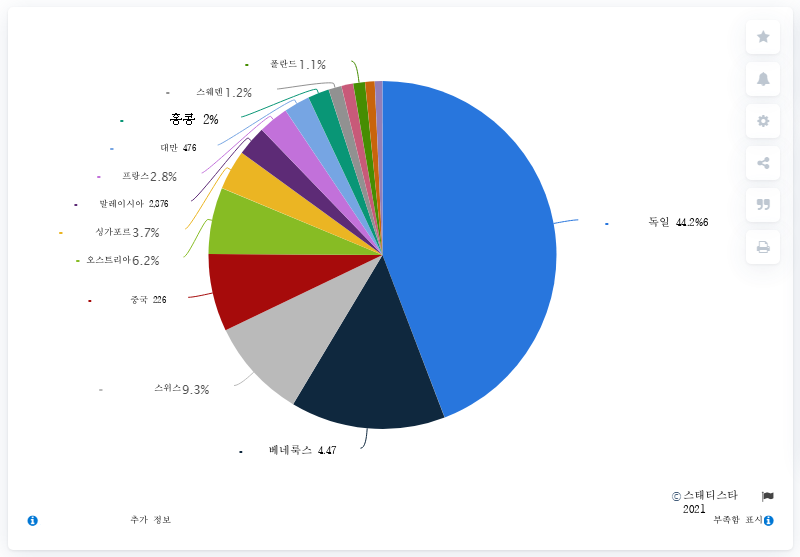 폴란드 1.1%
스웨덴 1.2%
홍콩 2%
대만 476
프랑스 2.8%
말레이시아 2,876
싱가포르 3.7%
독일 44.2%6
오스트리아 6.2%
중국 226
스위스 9.3%
베네룩스 4.47
© 스태티스타
2021
추가 정보
부족함 표시